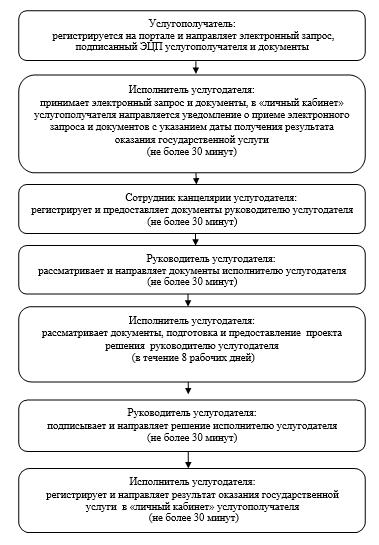 Услугополучатель:
регистрируется на портале и направляет электронный запрос,
подписанный ЭЦП услугополучателя и документы
Исполнитель услугодателя:
принимает электронный запрос и документы, в «личный кабинет»
услугополучателя направляется уведомление о приеме электронного
запроса и документов с указанием даты получения результата
оказания государственной услуги
(не более 30 минут)
Сотрудник канцелярии услугодателя:
регистрирует и предоставляет документы руководителю услугодателя
(не более 30 минут)
Руководитель услугодателя:
рассматривает и направляет документы исполнителю услугодателя
(не более 30 минут)
Исполнитель услугодателя:
рассматривает документы, подготовка и предоставление проекта
решения руководителю услугодателя
(в течение 8 рабочих дней)
Руководитель услугодателя:
подписывает и направляет решение исполнителю услугодателя
(не более 30 минут)
Исполнитель услугодателя:
регистрирует и направляет результат оказания государственной
услуги в «личный кабинет» услугополучателя
(не более 30 минут)